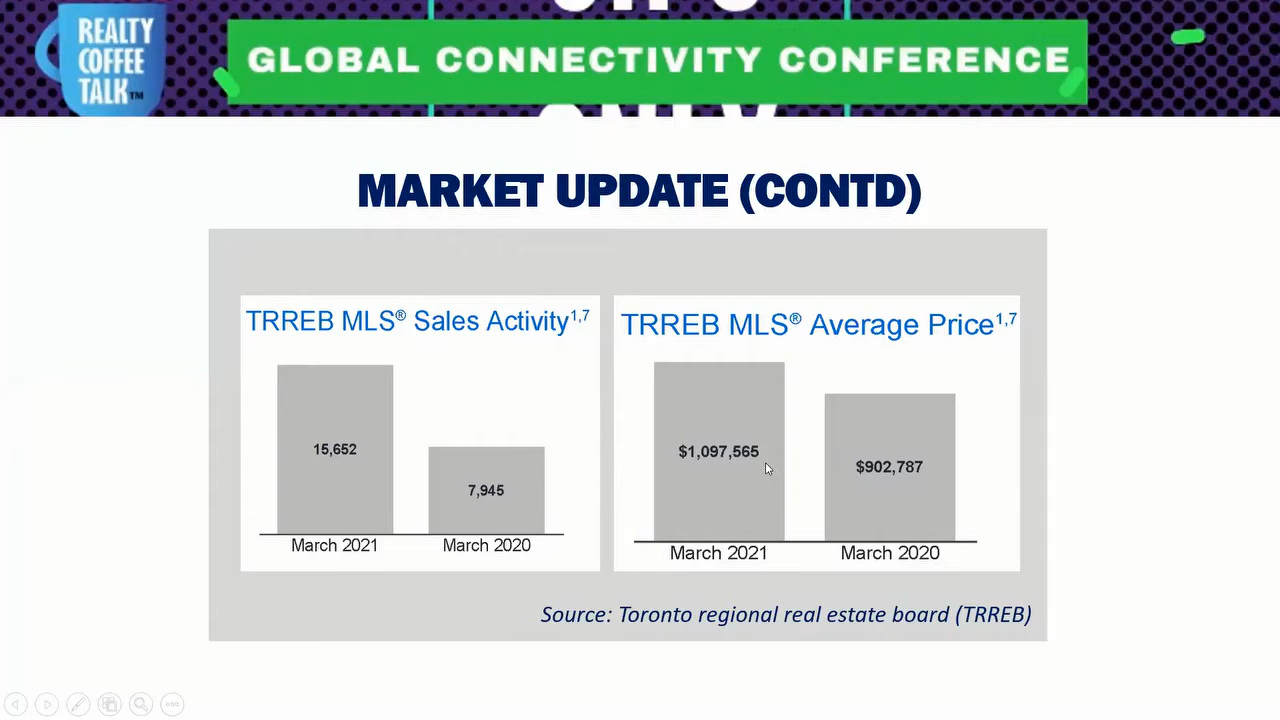 REALTY
COFFEE
TALK™
GLOBAL CONNECTIVITY CONFERENCE
MARKET UPDATE (CONTD)
TRREB MLS® Sales Activity1,7
15,652
7,945
March 2021
March 2020
TRREB MLS® Average Price1,7
$1,097,565
$902,787
March 2021
March 2020
Source: Toronto regional real estate board (TRREB)